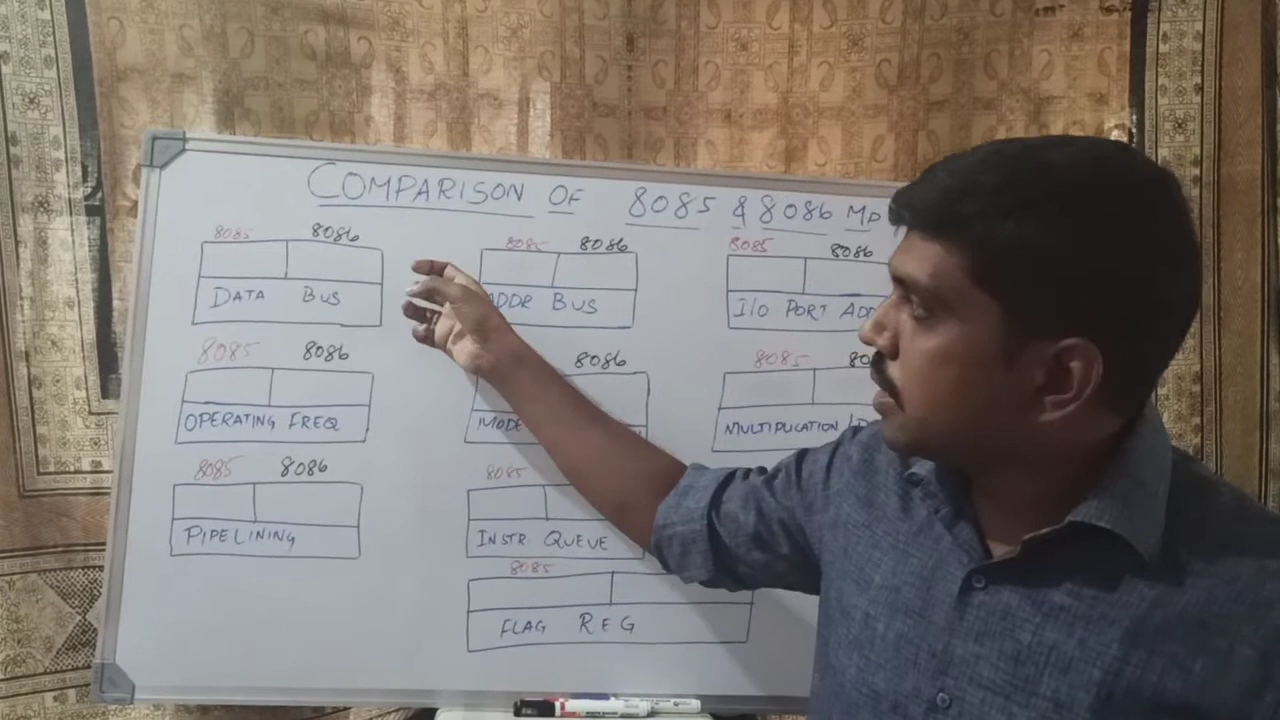 COMPARISON OF 8085 & 8086 MP
8085 8086
DATA BUS
8085 8086
ADDR BUS
8085 8086
I/O PORT ADD
8085 8086
OPERATING FREQ
8086
MODE
8085
MULTIPLICATION
8085 8086
PIPELINING
8085
INSTR QUEUE
8085
FLAG REG